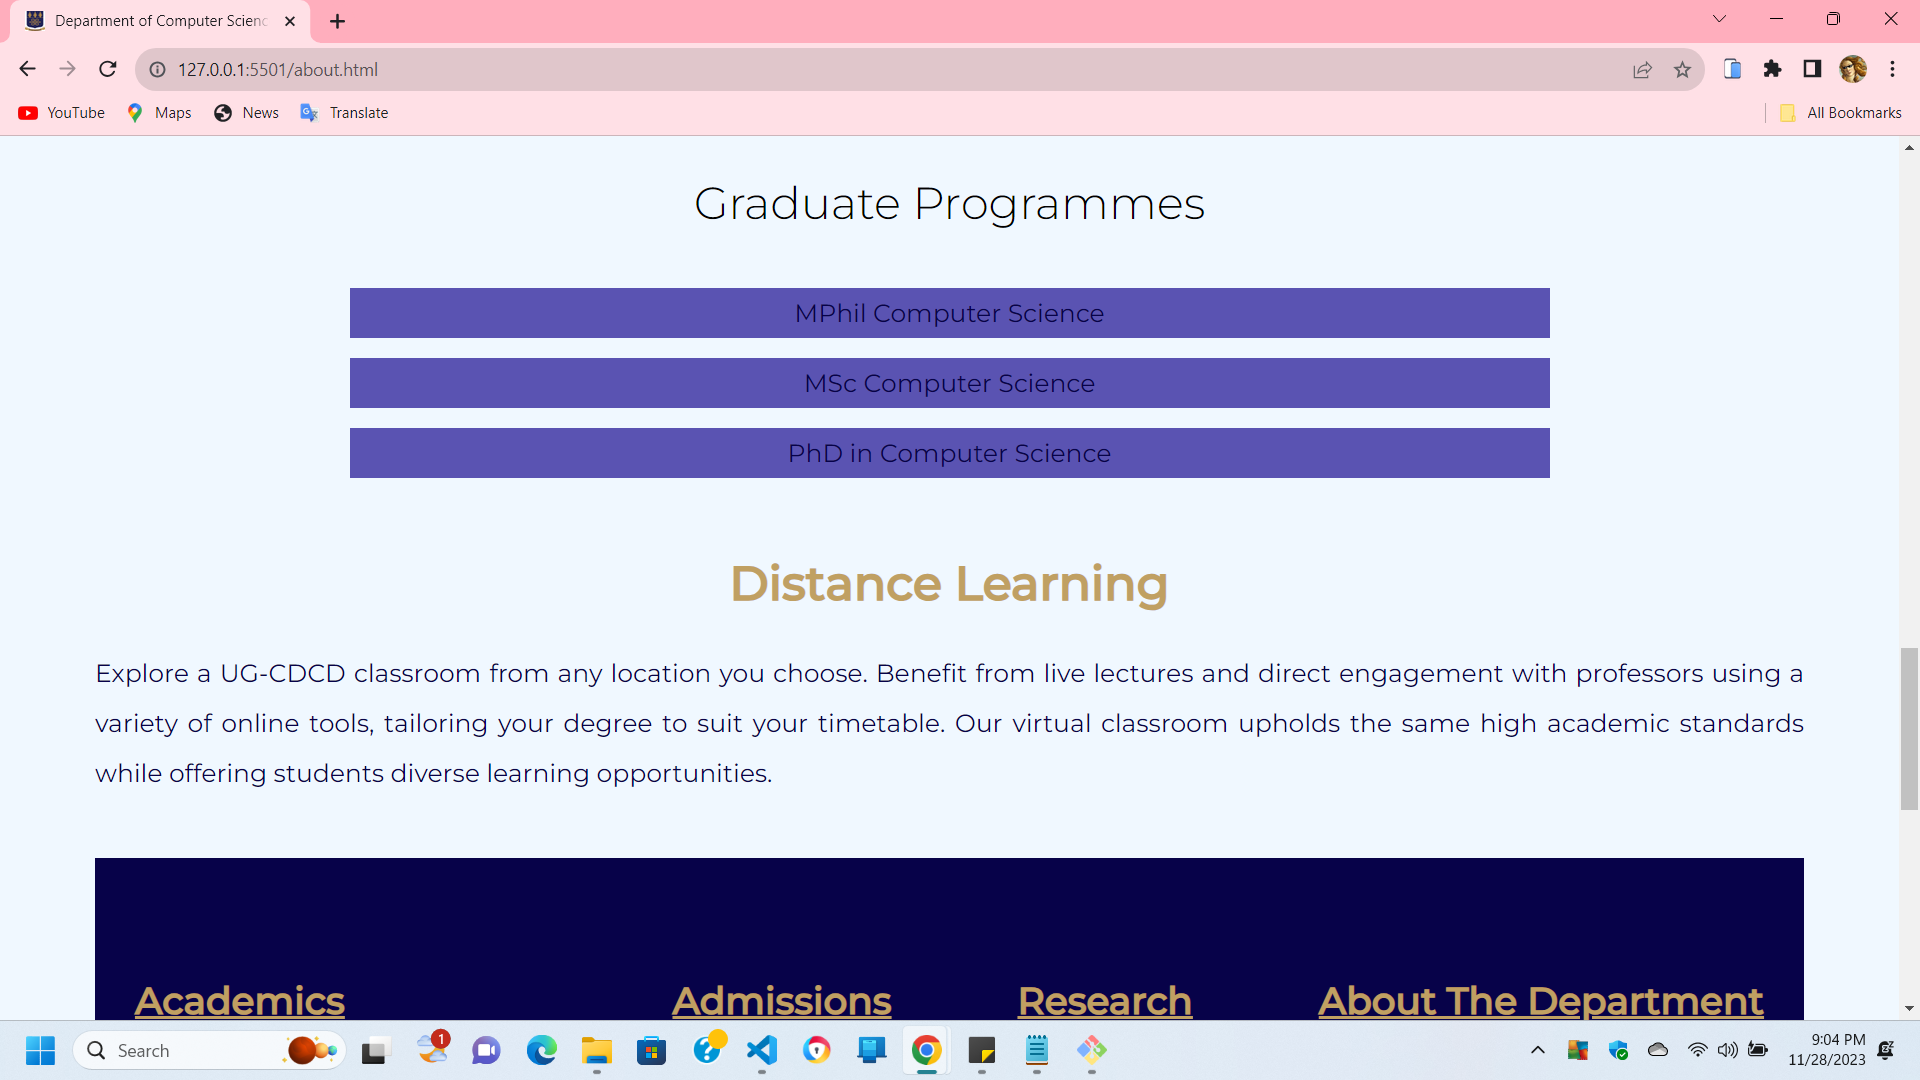 Department of Computer Scienc
127.0.0.1:5501/about.html
YouTube
Maps
News
Translate
All Bookmarks
Graduate Programmes
MPhil Computer Science
MSc Computer Science
PhD in Computer Science
Distance Learning
Explore a UG-CDCD classroom from any location you choose. Benefit from live lectures and direct engagement with professors using a
variety of online tools, tailoring your degree to suit your timetable. Our virtual classroom upholds the same high academic standards
while offering students diverse learning opportunities.
Academics
Admissions
Research
About The Department
Search
1
9:04 PM
11/28/2023